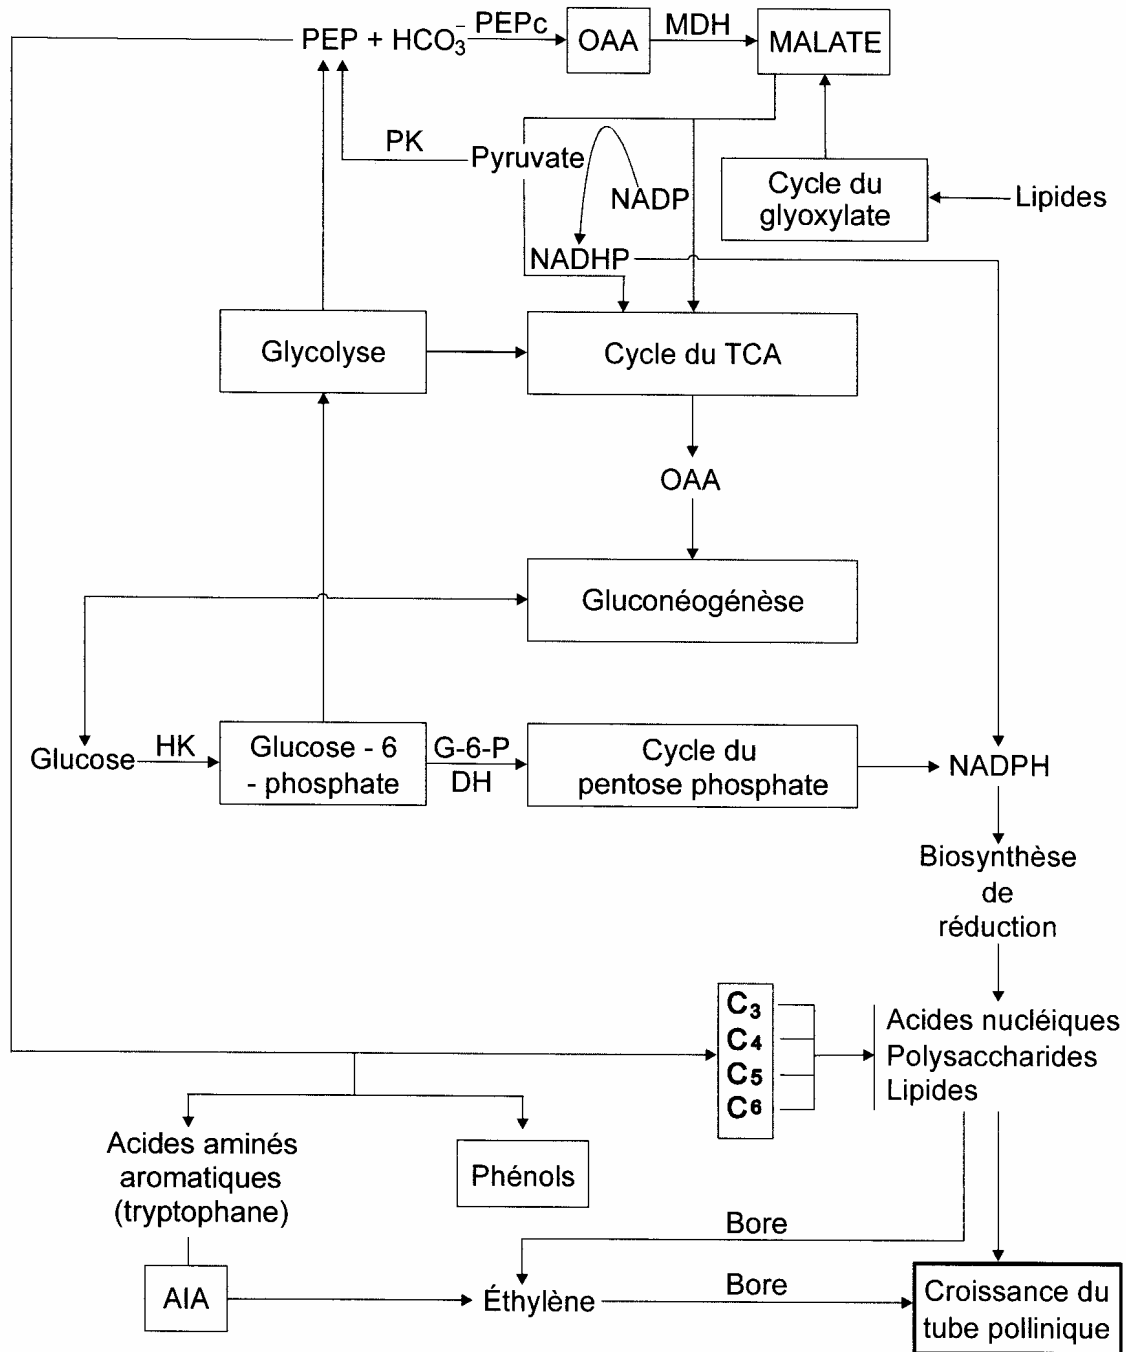 PEP + HCO3- PEPc OAA MDH MALATE
PK
Pyruvate
NADP
Cycle du
glyoxylate
Lipides
NADHP
Glycolyse
Cycle du TCA
OAA
Gluconéogénèse
Glucose HK
Glucose - 6
- phosphate
G-6-P
DH
Cycle du
pentose phosphate
NADPH
Biosynthèse
de
réduction
C3
C4
C5
C6
Acides nucléiques
Polysaccharides
Lipides
Acides aminés
aromatiques
(tryptophane)
Phénols
Bore
AIA
Éthylène
Bore
Croissance du
tube pollinique